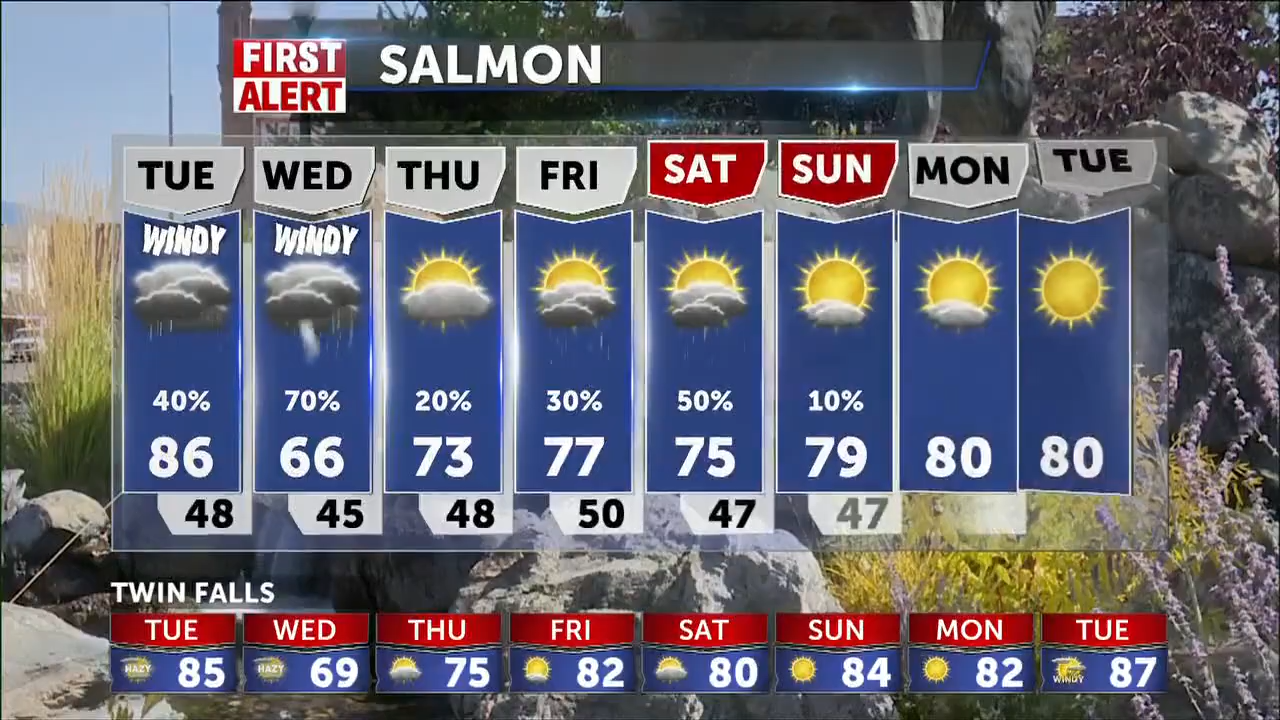 FIRST
ALERT
SALMON
TUE WED THU FRI SAT SUN MON TUE
WINDY WINDY
40% 70% 20% 30% 50% 10%
86 66 73 77 75 79 80 80
48 45 48 50 47 47
TWIN FALLS
TUE WED THU FRI SAT SUN MON TUE
HAZY 85 HAZY 69 75 82 80 84 82 WINDY 87